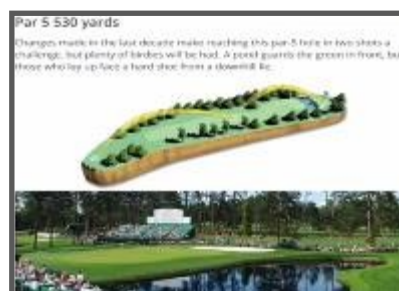 Par 5 530 yards
Changes made in the last decade make reaching this par-5 hole in two shots a
challenge, but plenty of birdies will be had. A pond guards the green in front, bu
those who lay up face a hard shot from a downhill lie.